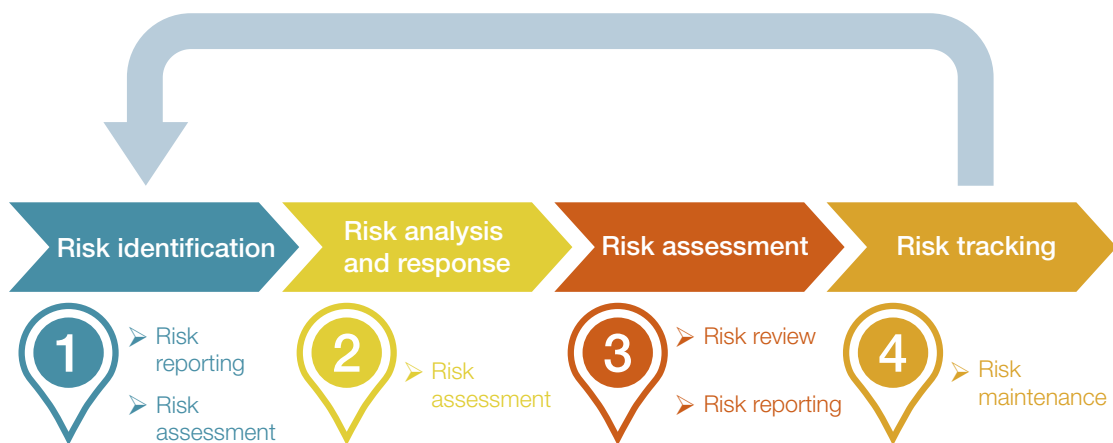 Risk identification
Risk analysis
and response
Risk assessment
Risk tracking
1
➢ Risk
reporting
➢ Risk
assessment
2
➢ Risk
assessment
3
➢ Risk review
➢ Risk reporting
4
➢ Risk
maintenance